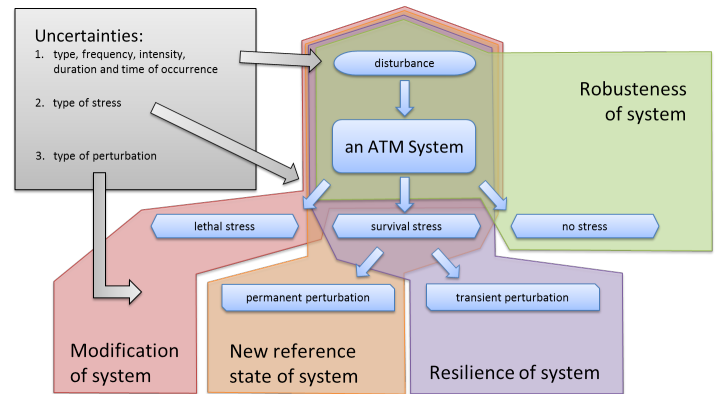 Uncertainties:
1. type, frequency, intensity,
duration and time of occurrence
2. type of stress
3. type of perturbation
disturbance
an ATM System
Robusteness
of system
lethal stress
survival stress
no stress
permanent perturbation
transient perturbation
Modification
of system
New reference
state of system
Resilience of system